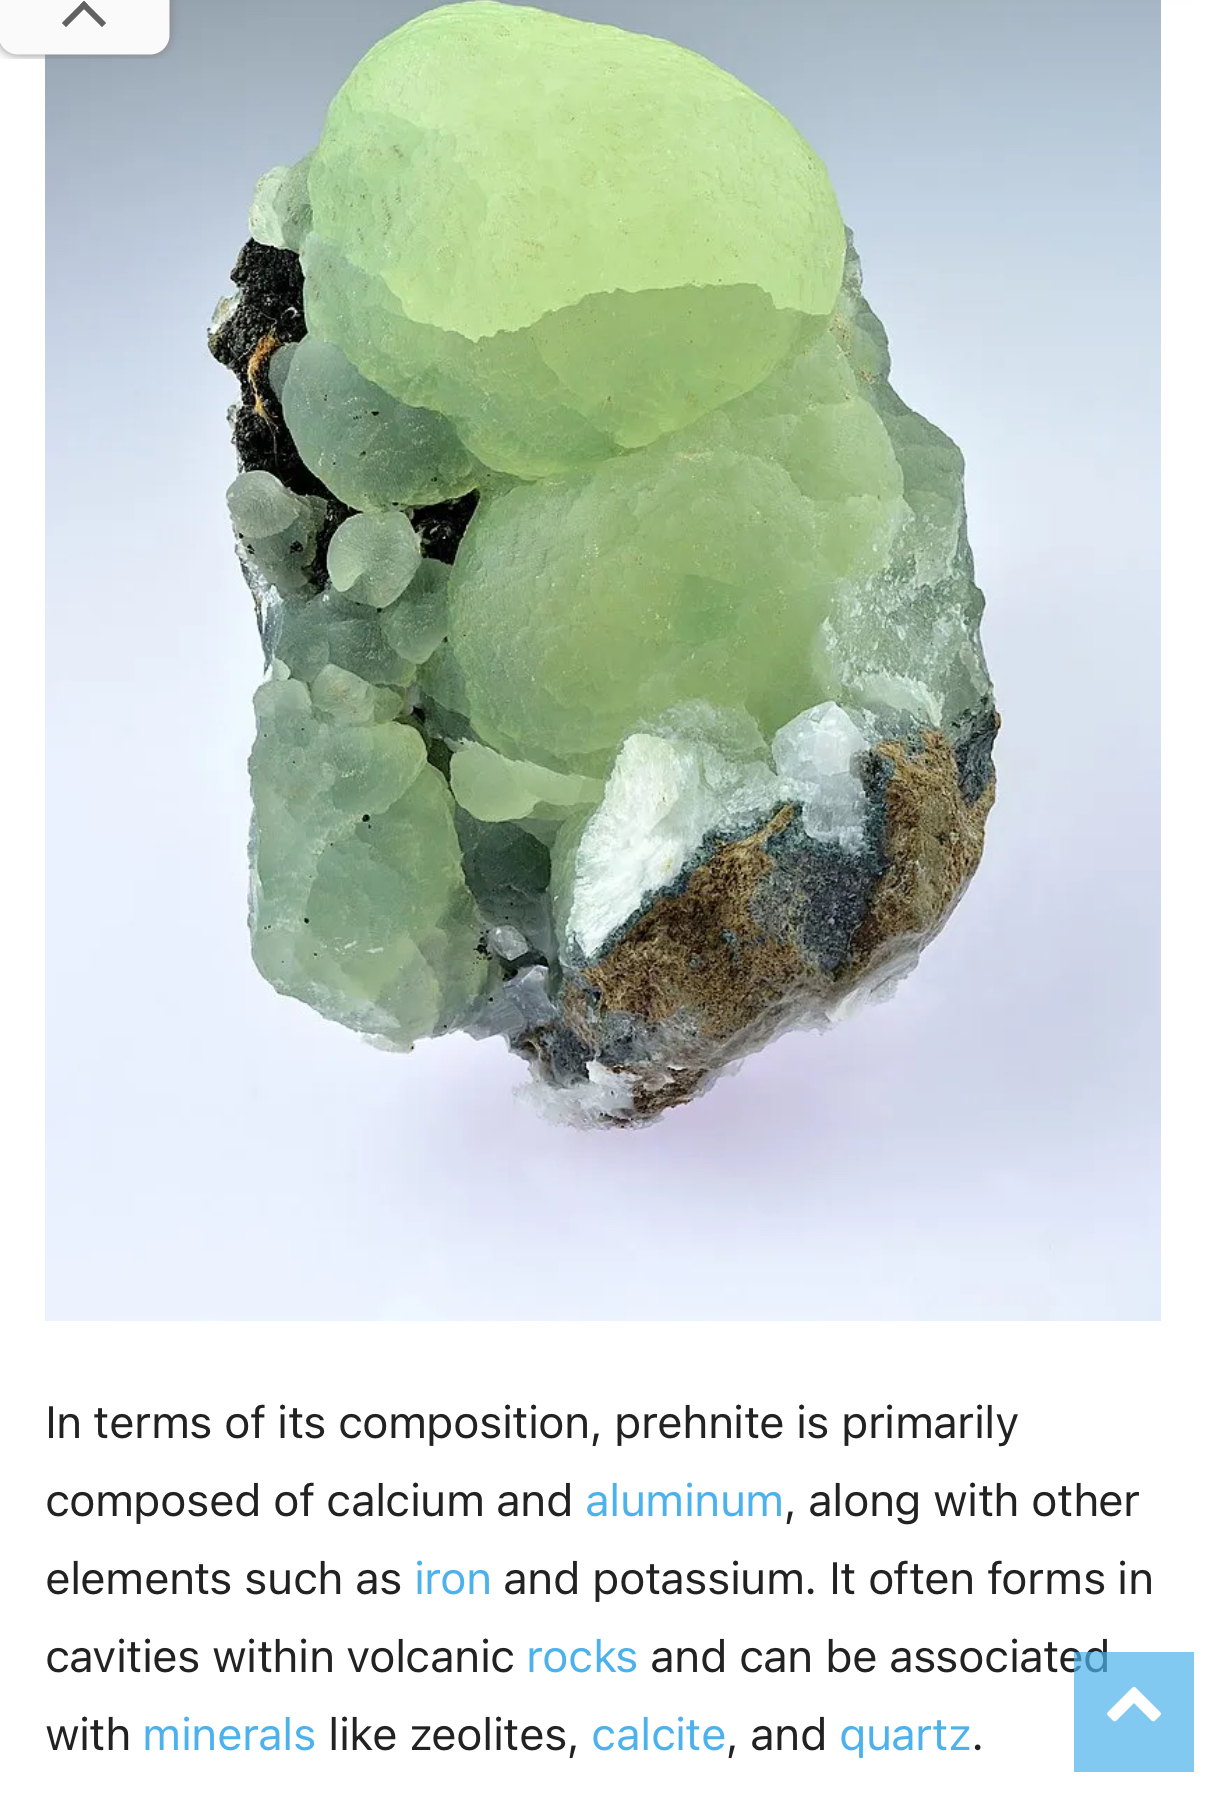 In terms of its composition, prehnite is primarily
composed of calcium and aluminum, along with other
elements such as iron and potassium. It often forms in
cavities within volcanic rocks and can be associated
with minerals like zeolites, calcite, and quartz.